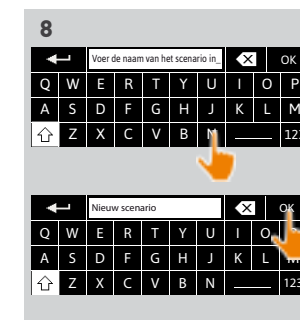 8
Voer de naam van het scenario in_ OK
Q W E R T Y U I O P
A S D F G H J K L M
Z X C V B N 123
Nieuw scenario OK
Q W E R T Y U I O
A S D F G H J K L M
Z X C V B N 123